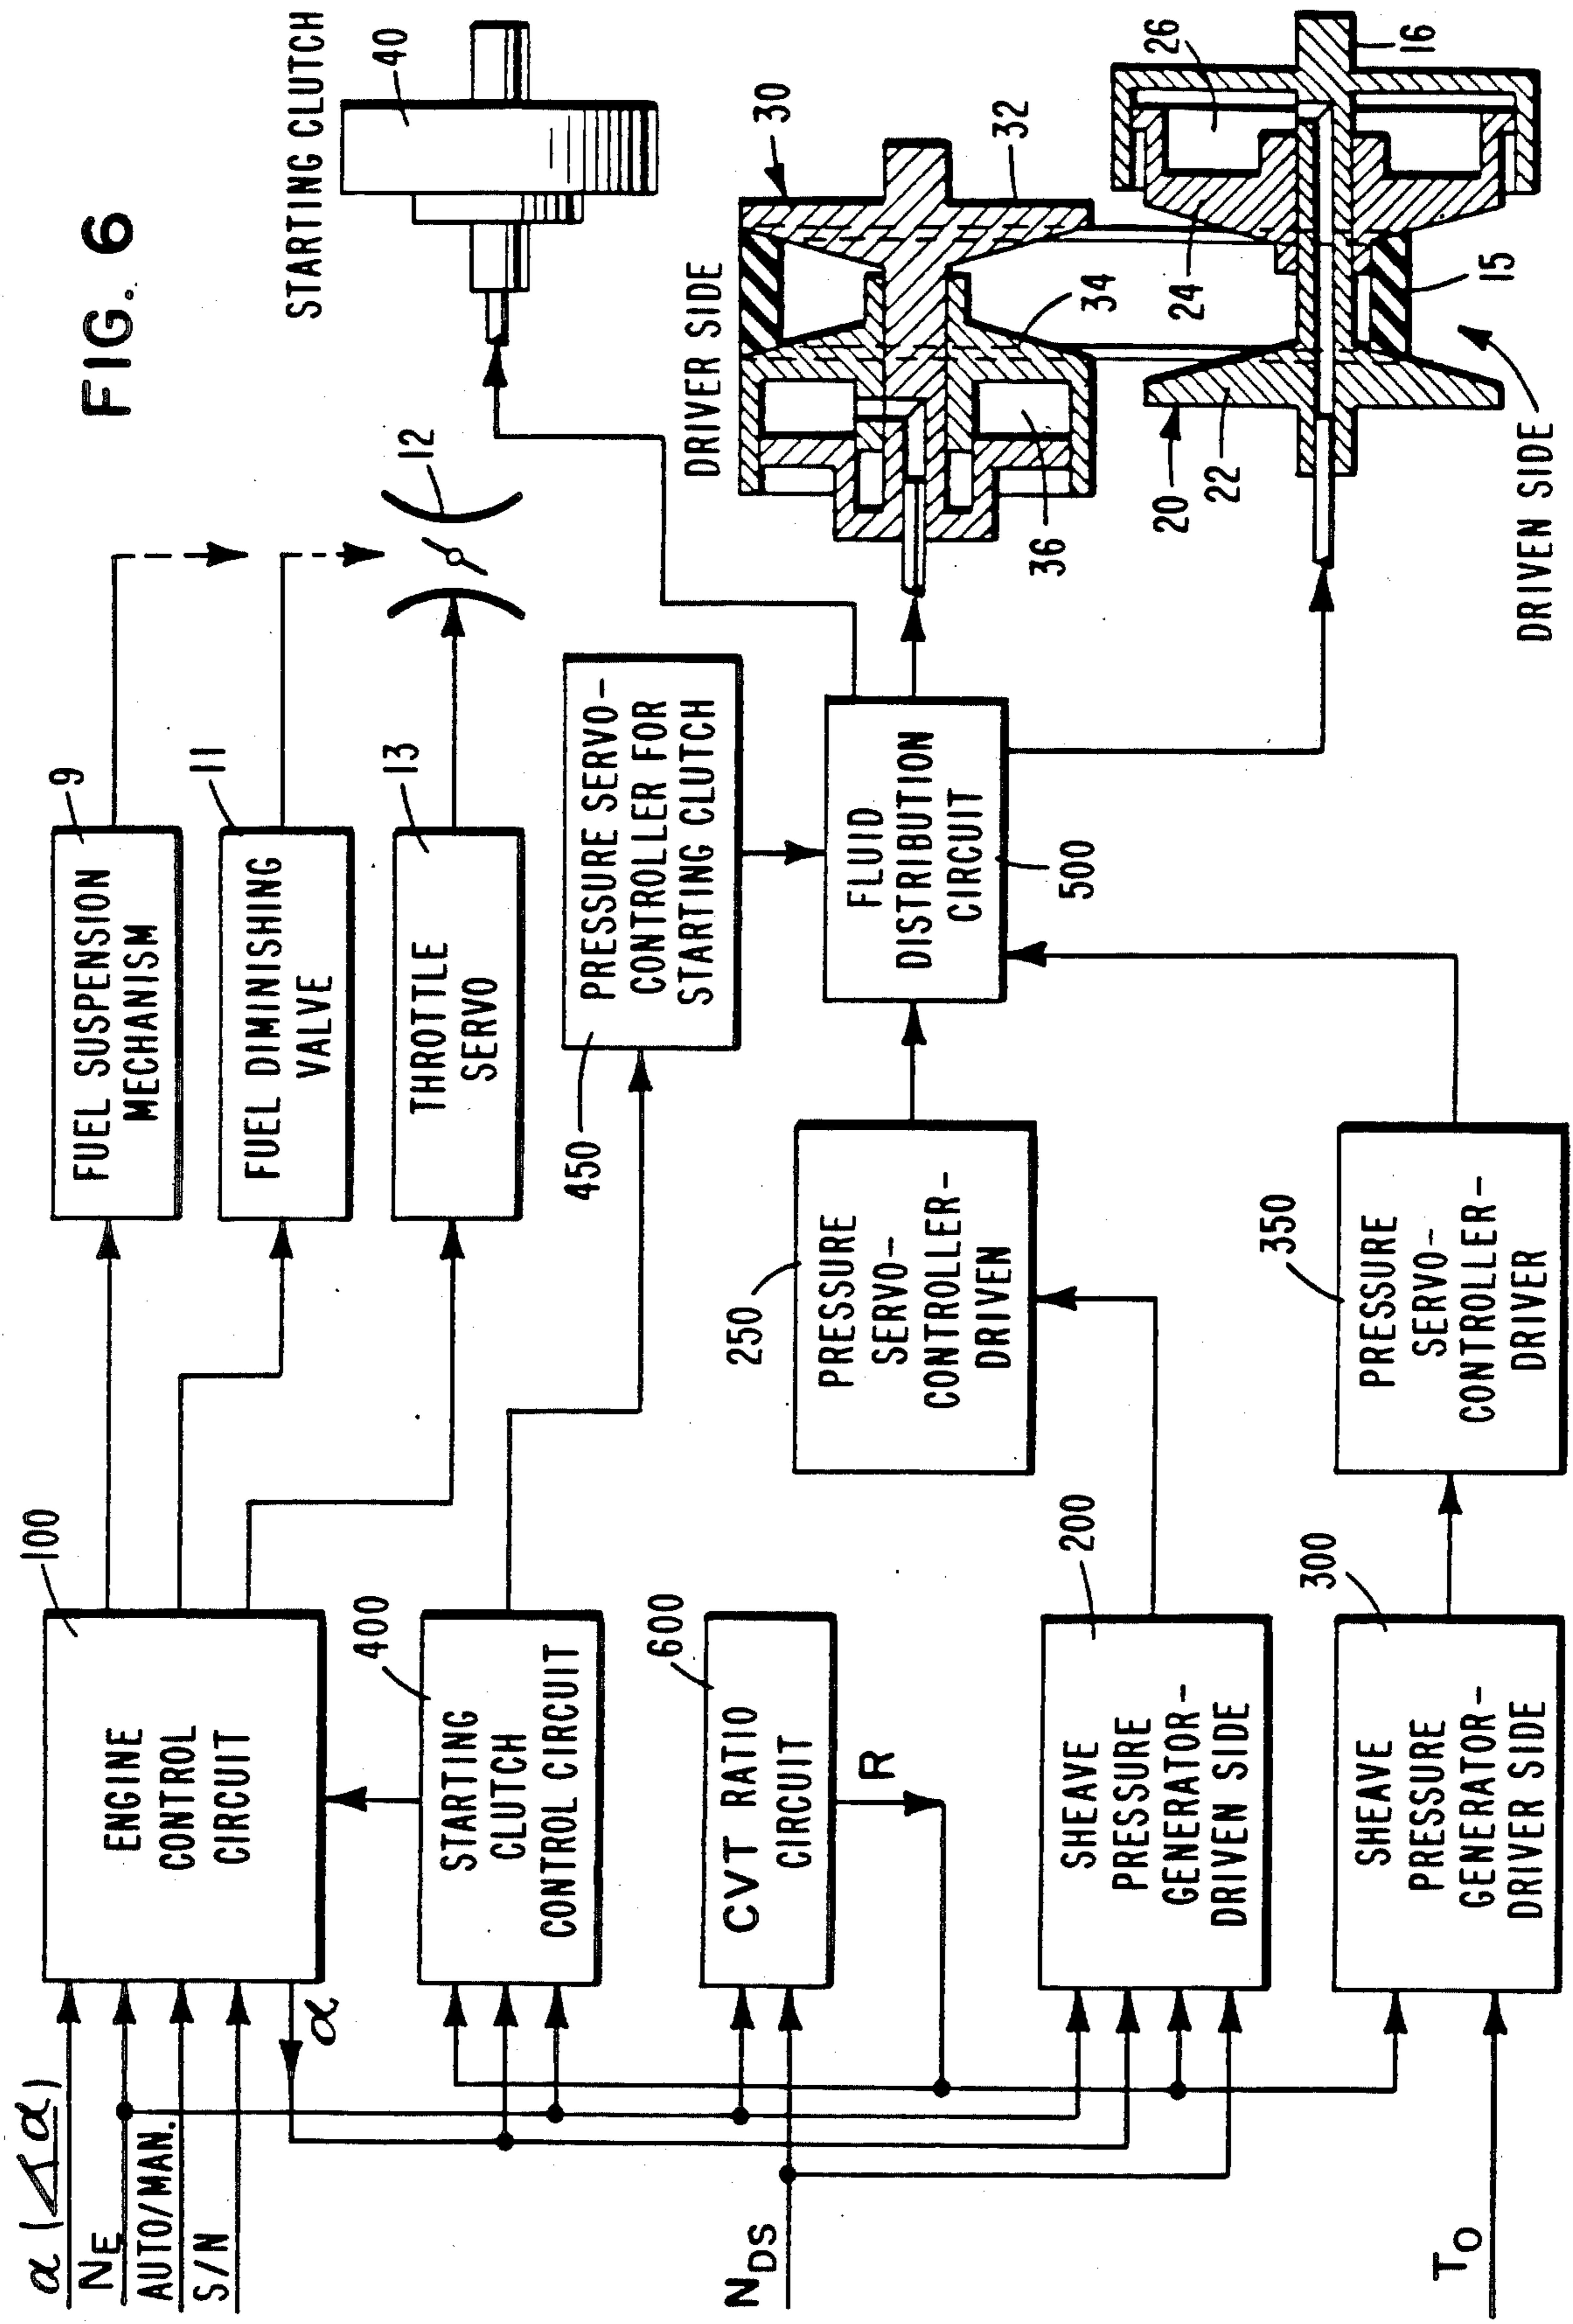 FIG. 6
α (∠α)
NE
AUTO/MAN.
S/N
α
NDS
TO
100
ENGINE
CONTROL
CIRCUIT
400
STARTING
CLUTCH
CONTROL CIRCUIT
600
CVT RATIO
CIRCUIT
R
200
SHEAVE
PRESSURE
GENERATOR-
DRIVEN SIDE
300
SHEAVE
PRESSURE
GENERATOR-
DRIVER SIDE
9
FUEL SUSPENSION
MECHANISM
11
FUEL DIMINISHING
VALVE
13
THROTTLE
SERVO
12
450
PRESSURE SERVO-
CONTROLLER FOR
STARTING CLUTCH
250
PRESSURE
SERVO-
CONTROLLER-
DRIVEN
350
PRESSURE
SERVO-
CONTROLLER-
DRIVER
FLUID
DISTRIBUTION
CIRCUIT
500
STARTING CLUTCH
40
DRIVER SIDE
30
32
34
36
20
22
24
26
16
15
DRIVEN SIDE